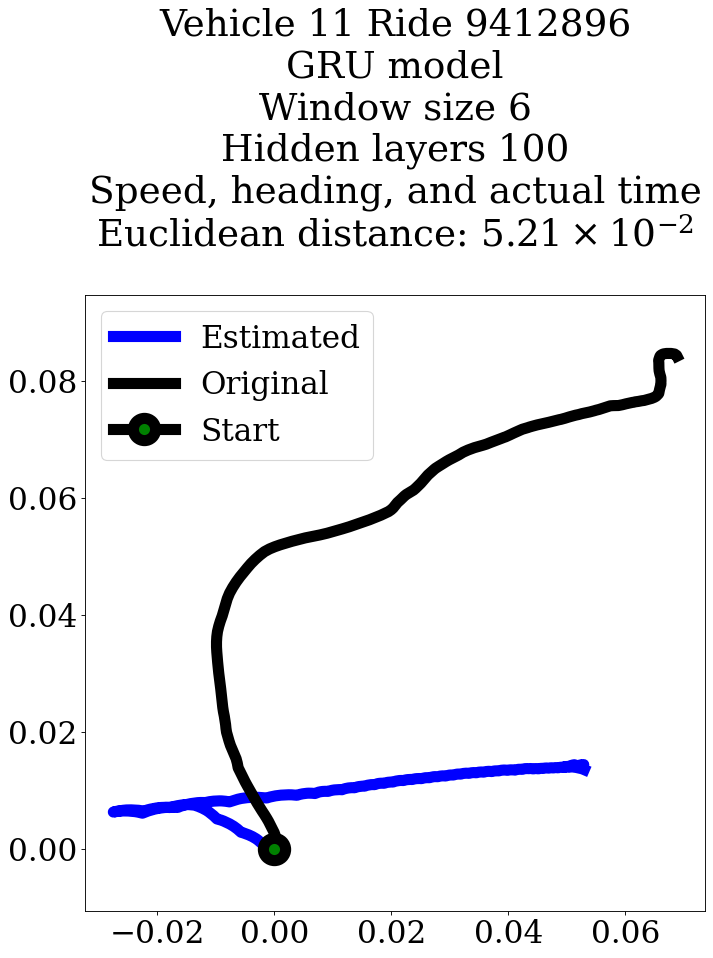 Vehicle 11 Ride 9412896
GRU model
Window size 6
Hidden layers 100
Speed, heading, and actual time
Euclidean distance: 5.21 × 10⁻²
Estimated
Original
Start
0.08
0.06
0.04
0.02
0.00
−0.02 0.00 0.02 0.04 0.06